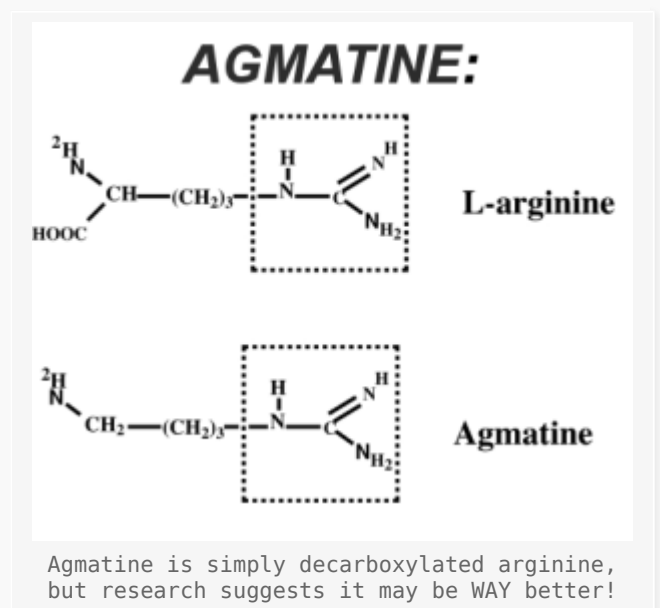 AGMATINE:
²H
N
CH—(CH₂)₃—N—C
H
N
H
NH₂
HOOC
L-arginine
²H
N
CH₂—(CH₂)₃—N—C
H
N
H
NH₂
Agmatine
Agmatine is simply decarboxylated arginine,
but research suggests it may be WAY better!